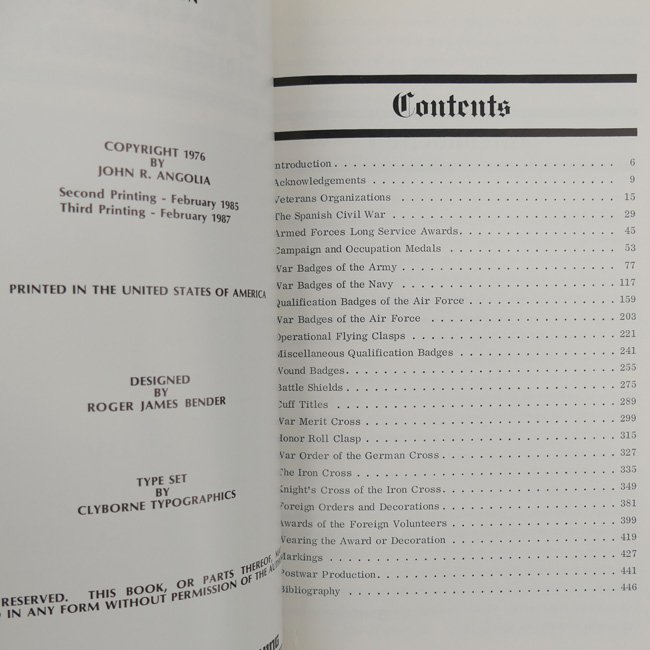 N
COPYRIGHT 1976
BY
JOHN R. ANGOLIA
Second Printing - February 1985
Third Printing - February 1987
PRINTED IN THE UNITED STATES OF AMERICA
DESIGNED
BY
ROGER JAMES BENDER
TYPE SET
BY
CLYBORNE TYPOGRAPHICS
RESERVED. THIS BOOK, OR PARTS THEREOF,
IN ANY FORM WITHOUT PERMISSION OF THE
Contents
ntroduction . . . . . . . . . . . . . . . . . . . . 6
Acknowledgements . . . . . . . . . . . . . . . . . . . . 9
Veterans Organizations . . . . . . . . . . . . . . . . . . . . 15
The Spanish Civil War . . . . . . . . . . . . . . . . . . . . 29
Armed Forces Long Service Awards . . . . . . . . . . . . . . . . . . . . 45
Campaign and Occupation Medals . . . . . . . . . . . . . . . . . . . . 53
War Badges of the Army . . . . . . . . . . . . . . . . . . . . 77
War Badges of the Navy . . . . . . . . . . . . . . . . . . . . 117
Qualification Badges of the Air Force . . . . . . . . . . . . . . . . . . . . 159
War Badges of the Air Force . . . . . . . . . . . . . . . . . . . . 203
Operational Flying Clasps . . . . . . . . . . . . . . . . . . . . 221
Miscellaneous Qualification Badges . . . . . . . . . . . . . . . . . . . . 241
Wound Badges . . . . . . . . . . . . . . . . . . . . 255
Battle Shields . . . . . . . . . . . . . . . . . . . . 275
Cuff Titles . . . . . . . . . . . . . . . . . . . . 289
War Merit Cross . . . . . . . . . . . . . . . . . . . . 299
Honor Roll Clasp . . . . . . . . . . . . . . . . . . . . 315
War Order of the German Cross . . . . . . . . . . . . . . . . . . . . 327
The Iron Cross . . . . . . . . . . . . . . . . . . . . 335
Knight's Cross of the Iron Cross . . . . . . . . . . . . . . . . . . . . 349
Foreign Orders and Decorations . . . . . . . . . . . . . . . . . . . . 381
Awards of the Foreign Volunteers . . . . . . . . . . . . . . . . . . . . 399
Wearing the Award or Decoration . . . . . . . . . . . . . . . . . . . . 419
Markings . . . . . . . . . . . . . . . . . . . . 427
Postwar Production . . . . . . . . . . . . . . . . . . . . 441
Bibliography . . . . . . . . . . . . . . . . . . . . 446